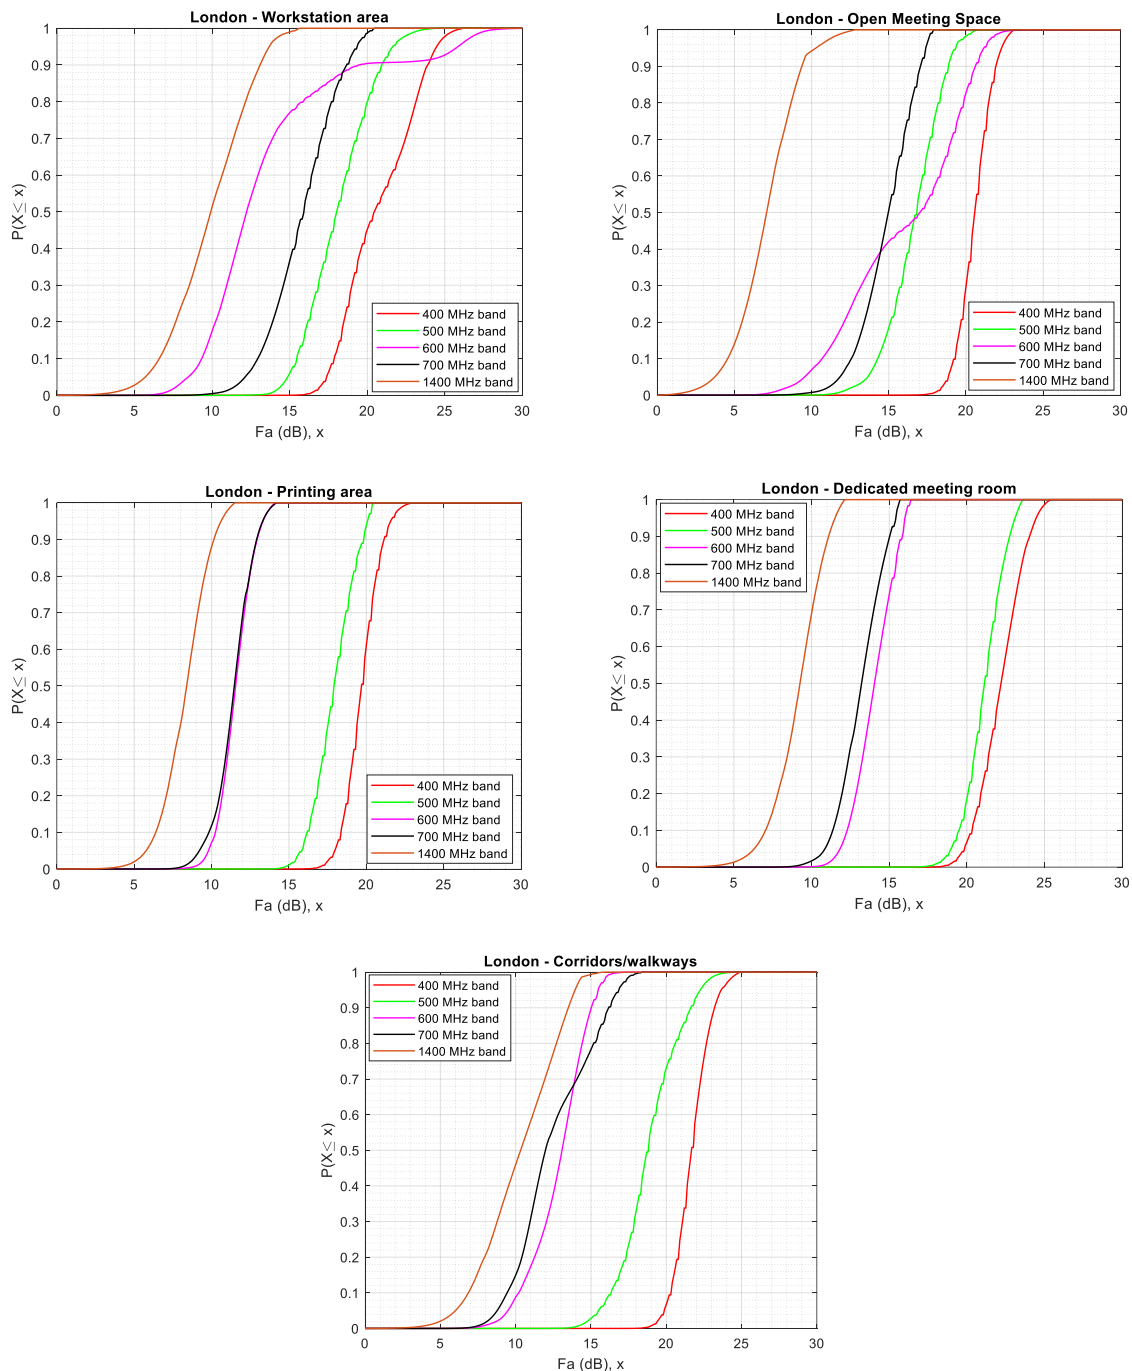 London - Workstation area
1
0.9
0.8
0.7
0.6
0.5
0.4
0.3
0.2
0.1
0
P(X≤ x)
400 MHz band
500 MHz band
600 MHz band
700 MHz band
1400 MHz band
0 5 10 15 20 25 30
Fa (dB), x
London - Open Meeting Space
1
0.9
0.8
0.7
0.6
0.5
0.4
0.3
0.2
0.1
0
P(X≤ x)
400 MHz band
500 MHz band
600 MHz band
700 MHz band
1400 MHz band
0 5 10 15 20 25 30
Fa (dB), x
London - Printing area
1
0.9
0.8
0.7
0.6
0.5
0.4
0.3
0.2
0.1
0
P(X≤ x)
400 MHz band
500 MHz band
600 MHz band
700 MHz band
1400 MHz band
0 5 10 15 20 25 30
Fa (dB), x
London - Dedicated meeting room
1
0.9
0.8
0.7
0.6
0.5
0.4
0.3
0.2
0.1
0
P(X≤ x)
400 MHz band
500 MHz band
600 MHz band
700 MHz band
1400 MHz band
0 5 10 15 20 25 30
Fa (dB), x
London - Corridors/walkways
1
0.9
0.8
0.7
0.6
0.5
0.4
0.3
0.2
0.1
0
P(X≤ x)
400 MHz band
500 MHz band
600 MHz band
700 MHz band
1400 MHz band
0 5 10 15 20 25 30
Fa (dB), x